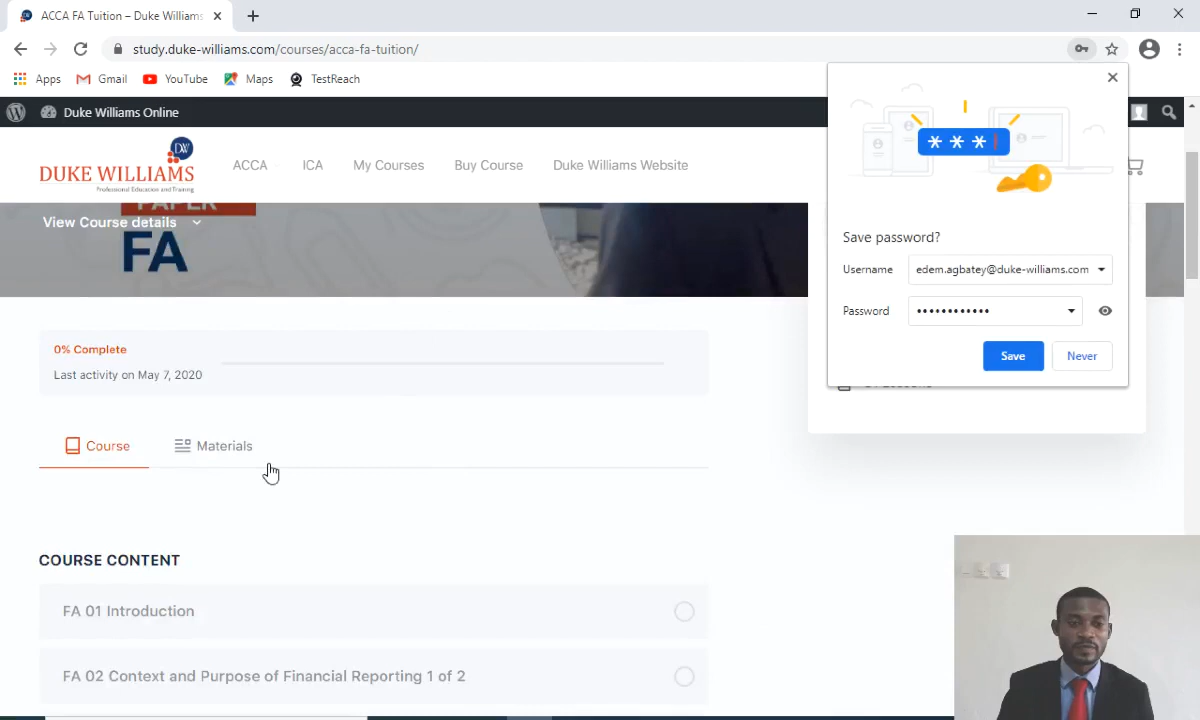 ACCA FA Tuition – Duke Williams
study.duke-williams.com/courses/acca-fa-tuition/
Apps Gmail YouTube Maps TestReach
Duke Williams Online
DW
DUKE WILLIAMS
Professional Education and Training
ACCA ICA My Courses Buy Course Duke Williams Website
PAPER
View Course details
FA
Save password?
Username edem.agbatey@duke-williams.com
Password ••••••••••••
Save Never
0% Complete
Last activity on May 7, 2020
Course Materials
COURSE CONTENT
FA 01 Introduction
FA 02 Context and Purpose of Financial Reporting 1 of 2